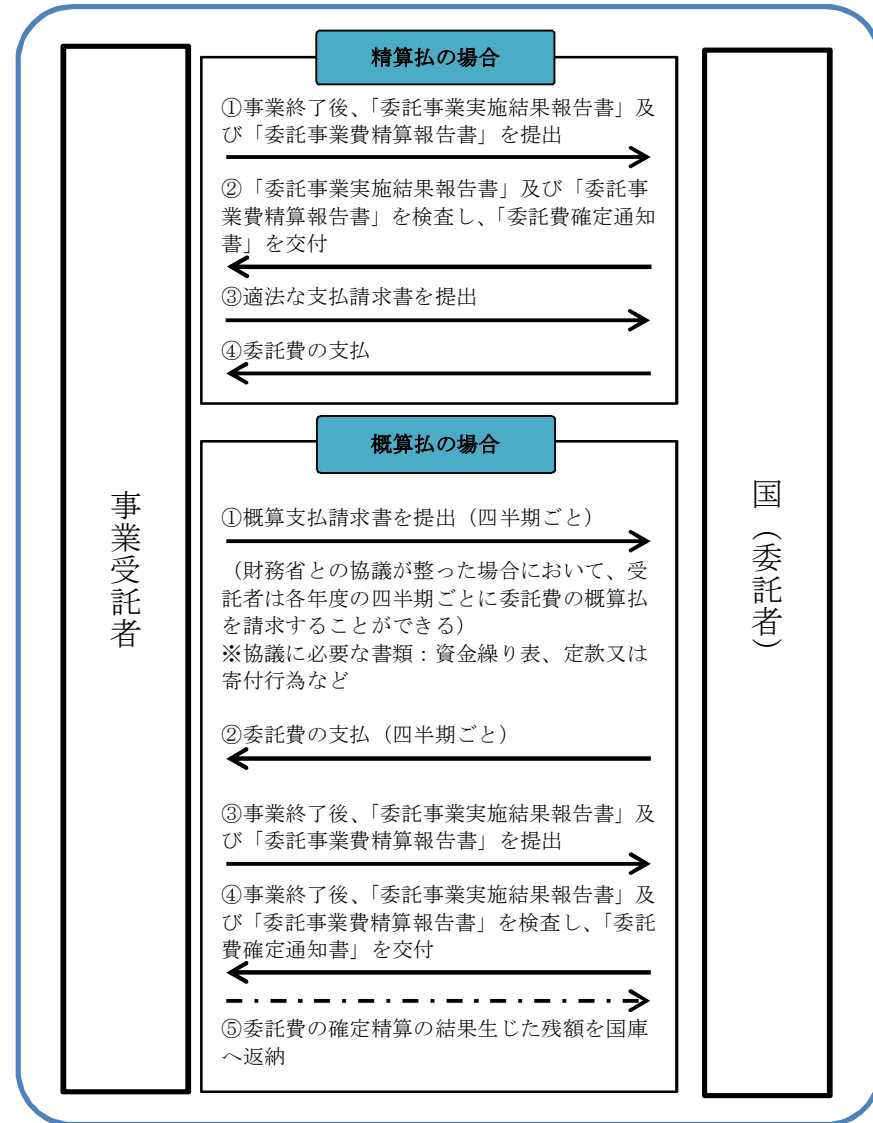 精算払の場合
①事業終了後、「委託事業実施結果報告書」及
び「委託事業費精算報告書」を提出
②「委託事業実施結果報告書」及び「委託事
業費精算報告書」を検査し、「委託費確定通知
書」を交付
③適法な支払請求書を提出
④委託費の支払
概算払の場合
①概算支払請求書を提出（四半期ごと）
（財務省との協議が整った場合において、受
託者は各年度の四半期ごとに委託費の概算払
を請求することができる）
※協議に必要な書類：資金繰り表、定款又は
寄付行為など
②委託費の支払（四半期ごと）
③事業終了後、「委託事業実施結果報告書」及
び「委託事業費精算報告書」を提出
④事業終了後、「委託事業実施結果報告書」及
び「委託事業費精算報告書」を検査し、「委託
費確定通知書」を交付
⑤委託費の確定精算の結果生じた残額を国庫
へ返納
事業受託者
国（委託者）